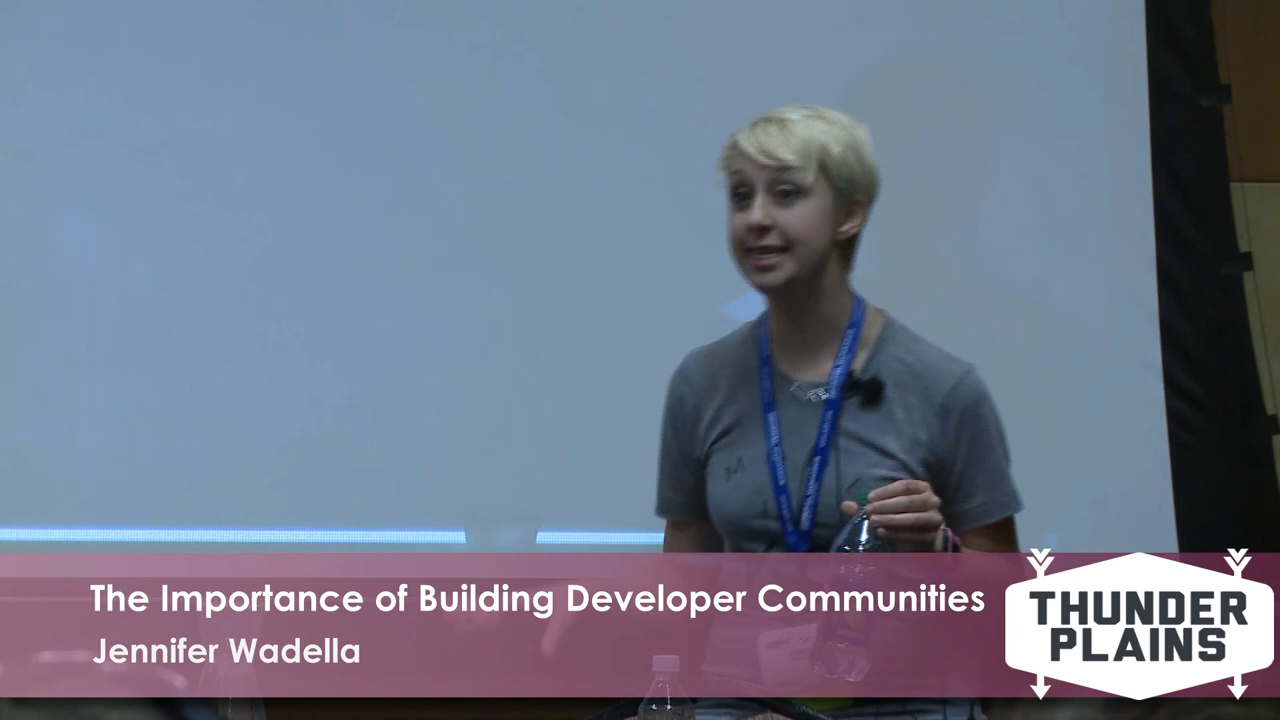 The Importance of Building Developer Communities
Jennifer Wadella
THUNDER
PLAINS